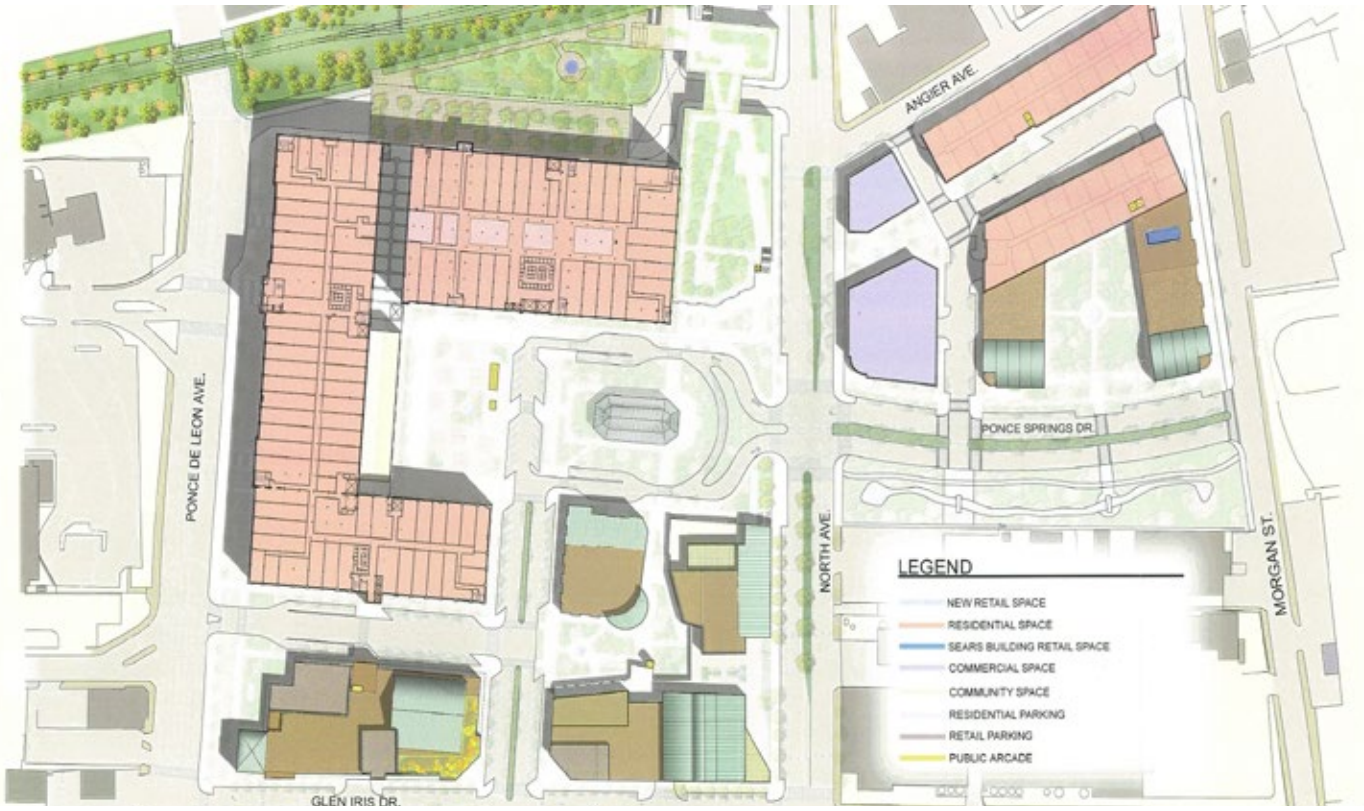 ANGIER AVE.
PONCE DE LEON AVE.
PONCE SPRINGS DR.
NORTH AVE.
MORGAN ST.
LEGEND
NEW RETAIL SPACE
RESIDENTIAL SPACE
SEARS BUILDING RETAIL SPACE
COMMERCIAL SPACE
COMMUNITY SPACE
RESIDENTIAL PARKING
RETAIL PARKING
PUBLIC ARCADE
GLEN IRIS DR.